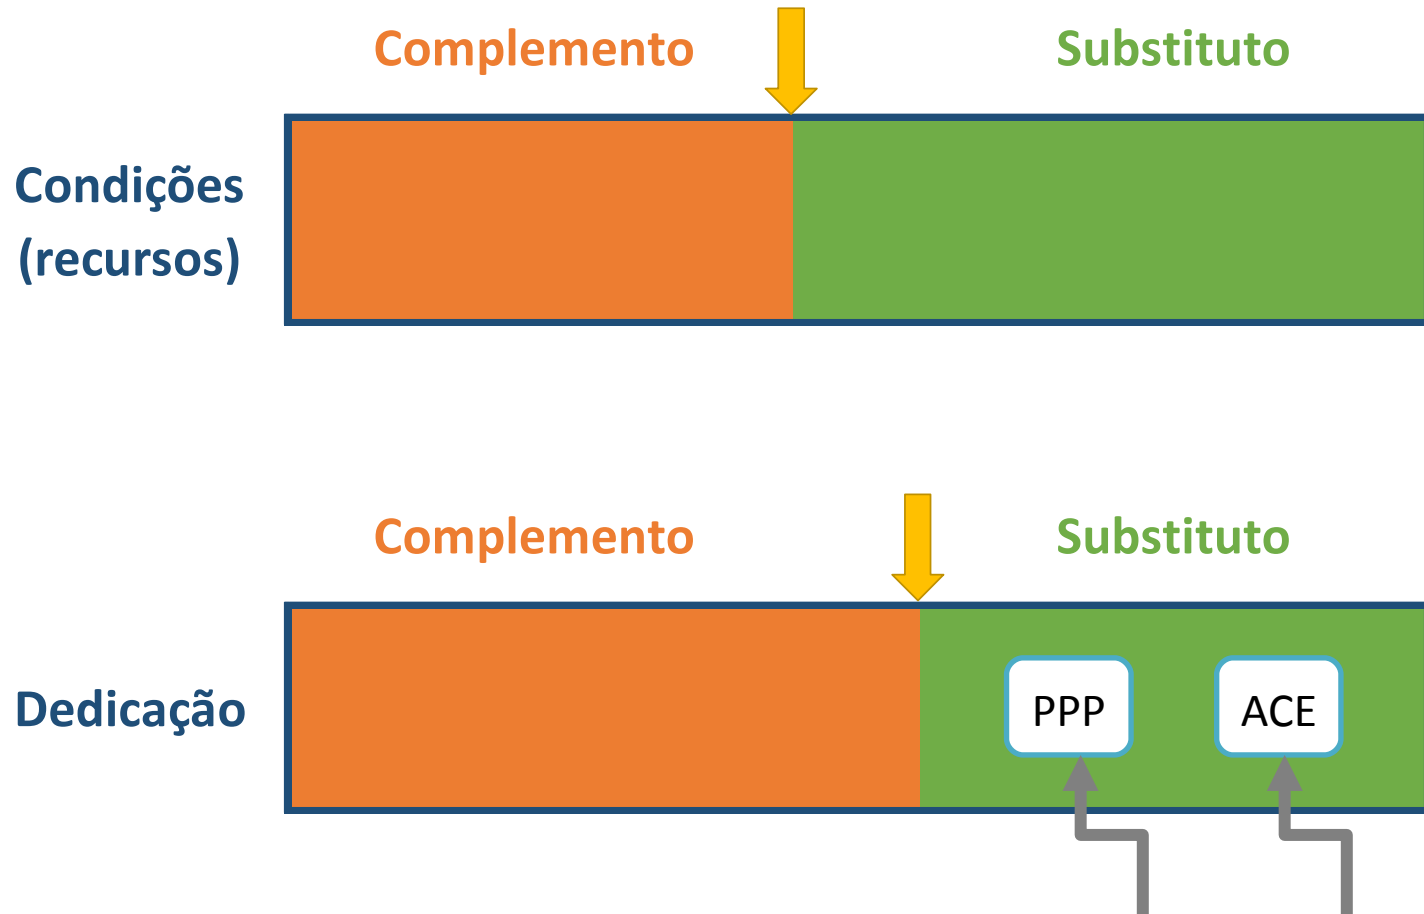 Complemento
Substituto
Condições
(recursos)
Complemento
Substituto
Dedicação
PPP
ACE